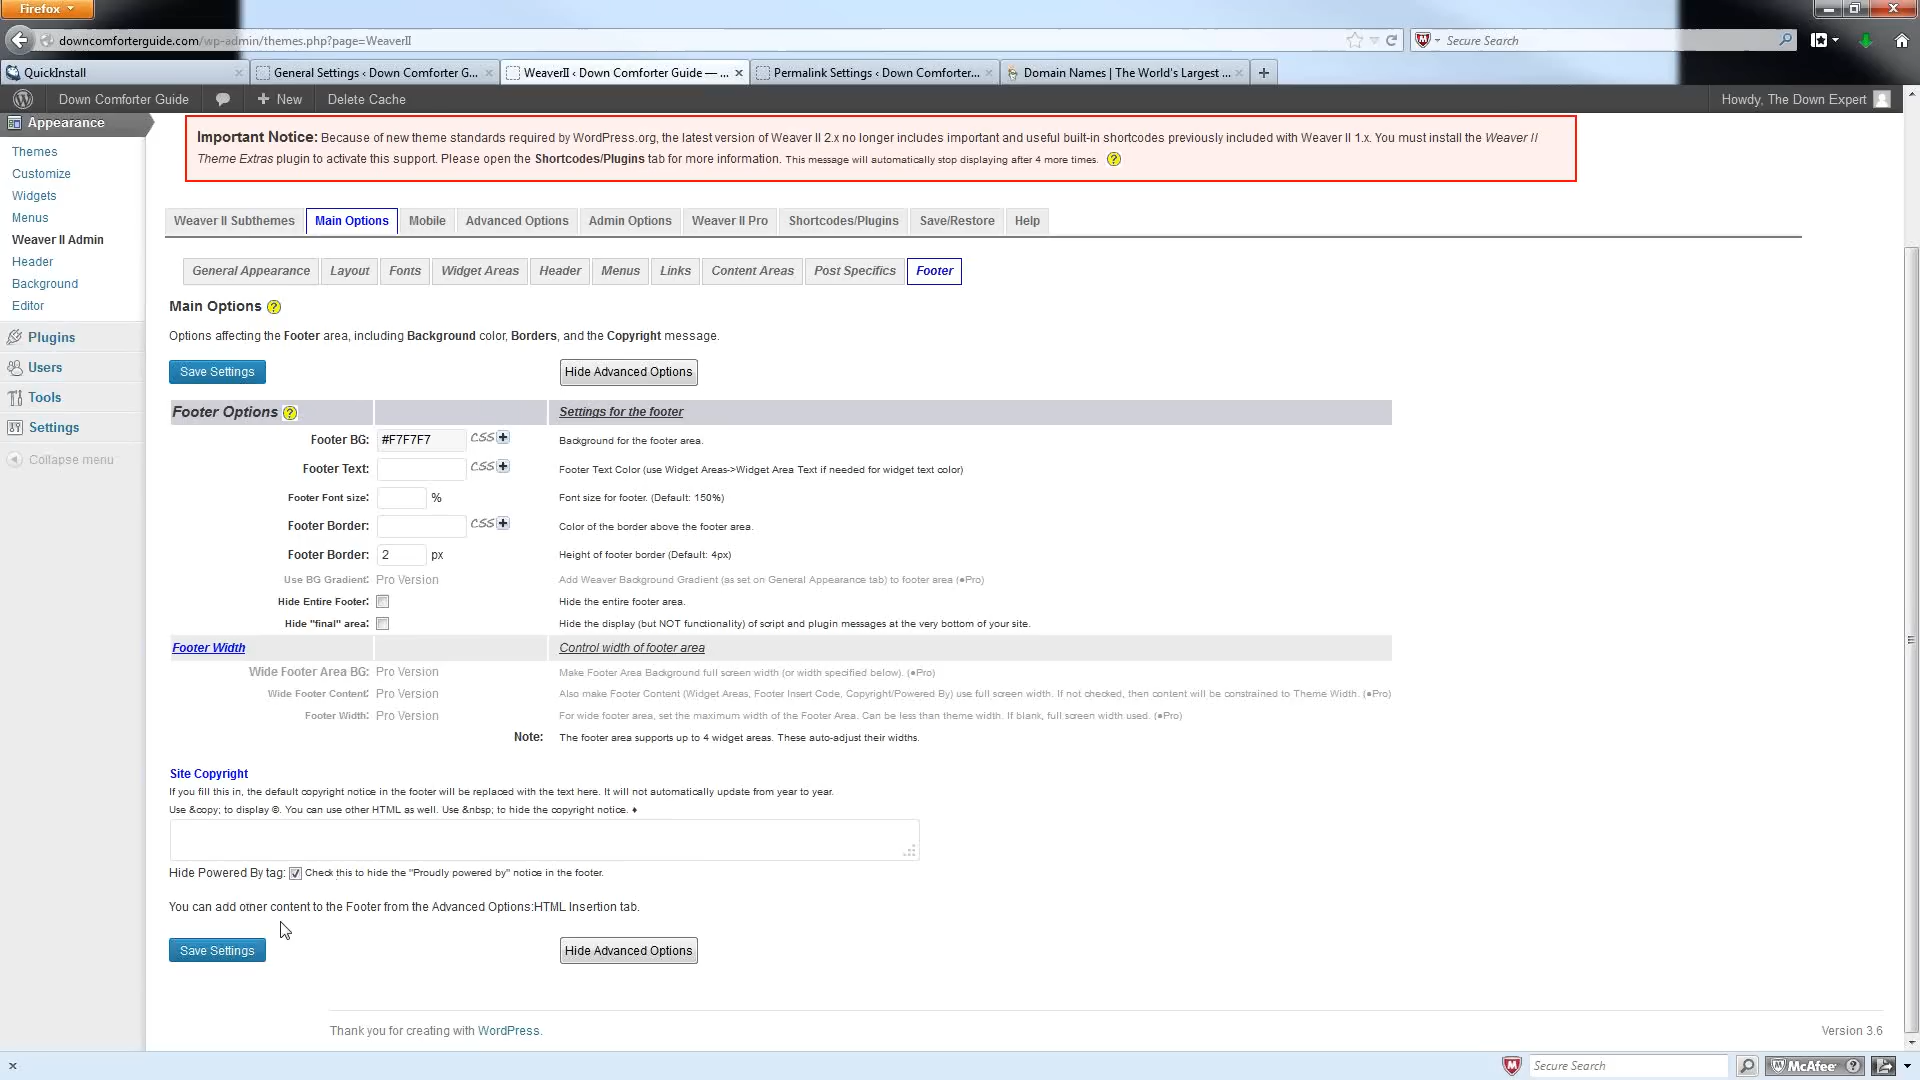 Firefox
downcomforterguide.com/wp-admin/themes.php?page=WeaverII
Secure Search
QuickInstall
General Settings ‹ Down Comforter G...
WeaverII ‹ Down Comforter Guide — ...
Permalink Settings ‹ Down Comforter...
Domain Names | The World's Largest ...
Down Comforter Guide
New
Delete Cache
Howdy, The Down Expert
Appearance
Themes
Customize
Widgets
Menus
Weaver II Admin
Header
Background
Editor
Plugins
Users
Tools
Settings
Collapse menu
Important Notice: Because of new theme standards required by WordPress.org, the latest version of Weaver II 2.x no longer includes important and useful built-in shortcodes previously included with Weaver II 1.x. You must install the Weaver II
Theme Extras plugin to activate this support. Please open the Shortcodes/Plugins tab for more information. This message will automatically stop displaying after 4 more times. ?
Weaver II Subthemes
Main Options
Mobile
Advanced Options
Admin Options
Weaver II Pro
Shortcodes/Plugins
Save/Restore
Help
General Appearance
Layout
Fonts
Widget Areas
Header
Menus
Links
Content Areas
Post Specifics
Footer
Main Options ?
Options affecting the Footer area, including Background color, Borders, and the Copyright message.
Save Settings
Hide Advanced Options
Footer Options ?
Settings for the footer
Footer BG: #F7F7F7 CSS+ Background for the footer area.
Footer Text: CSS+ Footer Text Color (use Widget Areas->Widget Area Text if needed for widget text color)
Footer Font size: % Font size for footer. (Default: 150%)
Footer Border: CSS+ Color of the border above the footer area.
Footer Border: 2 px Height of footer border (Default: 4px)
Use BG Gradient: Pro Version Add Weaver Background Gradient (as set on General Appearance tab) to footer area (●Pro)
Hide Entire Footer: Hide the entire footer area.
Hide "final" area: Hide the display (but NOT functionality) of script and plugin messages at the very bottom of your site.
Footer Width
Control width of footer area
Wide Footer Area BG: Pro Version Make Footer Area Background full screen width (or width specified below). (●Pro)
Wide Footer Content: Pro Version Also make Footer Content (Widget Areas, Footer Insert Code, Copyright/Powered By) use full screen width. If not checked, then content will be constrained to Theme Width. (●Pro)
Footer Width: Pro Version For wide footer area, set the maximum width of the Footer Area. Can be less than theme width. If blank, full screen width used. (●Pro)
Note: The footer area supports up to 4 widget areas. These auto-adjust their widths.
Site Copyright
If you fill this in, the default copyright notice in the footer will be replaced with the text here. It will not automatically update from year to year.
Use &copy; to display ©. You can use other HTML as well. Use &nbsp; to hide the copyright notice. ♦
Hide Powered By tag: Check this to hide the "Proudly powered by" notice in the footer.
You can add other content to the Footer from the Advanced Options:HTML Insertion tab.
Save Settings
Hide Advanced Options
Thank you for creating with WordPress.
Version 3.6
Secure Search
McAfee